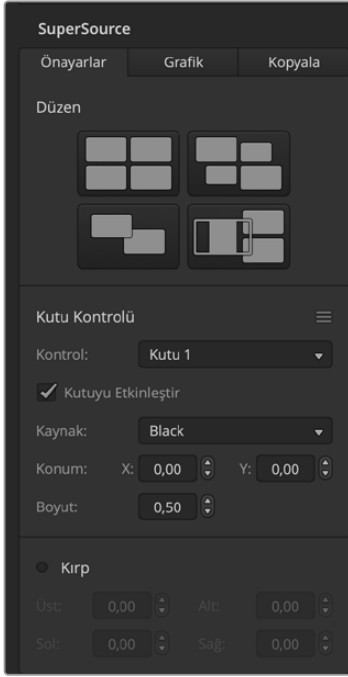 SuperSource
Önayarlar Grafik Kopyala
Düzen
Kutu Kontrolü
Kontrol: Kutu 1
Kutuyu Etkinleştir
Kaynak: Black
Konum: X: 0,00 Y: 0,00
Boyut: 0,50
Kırp
Üst: 0,00 Alt: 0,00
Sol: 0,00 Sağ: 0,00